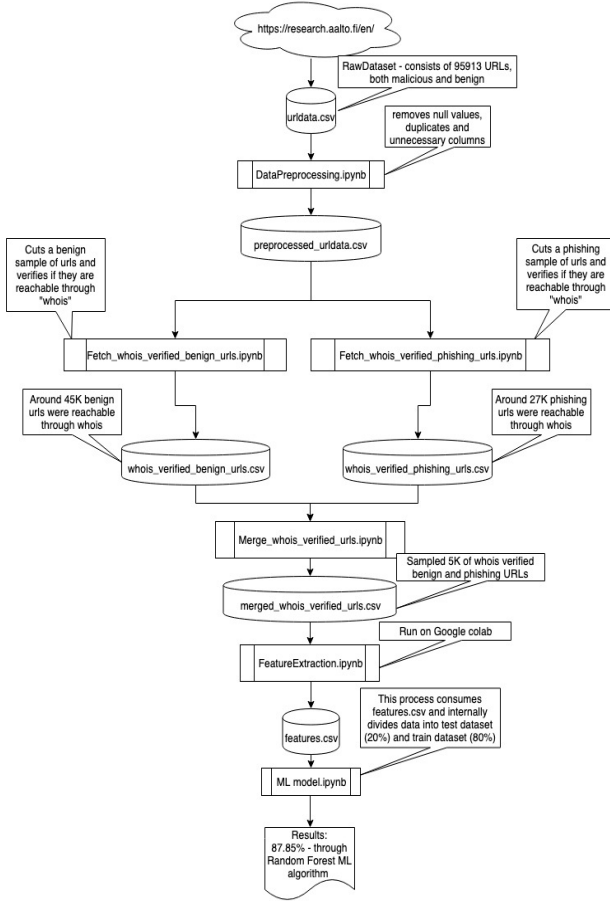 https://research.aalto.fi/en/
RawDataset - consists of 95913 URLs,
both malicious and benign
urldata.csv
removes null values,
duplicates and
unnecessary columns
DataPreprocessing.ipynb
preprocessed_urldata.csv
Cuts a benign
sample of urls and
verifies if they are
reachable through
"whois"
Cuts a phishing
sample of urls and
verifies if they are
reachable through
"whois"
Fetch_whois_verified_benign_urls.ipynb
Fetch_whois_verified_phishing_urls.ipynb
Around 45K benign
urls were reachable
through whois
Around 27K phishing
urls were reachable
through whois
whois_verified_benign_urls.csv
whois_verified_phishing_urls.csv
Merge_whois_verified_urls.ipynb
Sampled 5K of whois verified
benign and phishing URLs
merged_whois_verified_urls.csv
Run on Google colab
FeatureExtraction.ipynb
This process consumes
features.csv and internally
divides data into test dataset
(20%) and train dataset (80%)
features.csv
ML model.ipynb
Results:
87.85% - through
Random Forest ML
algorithm